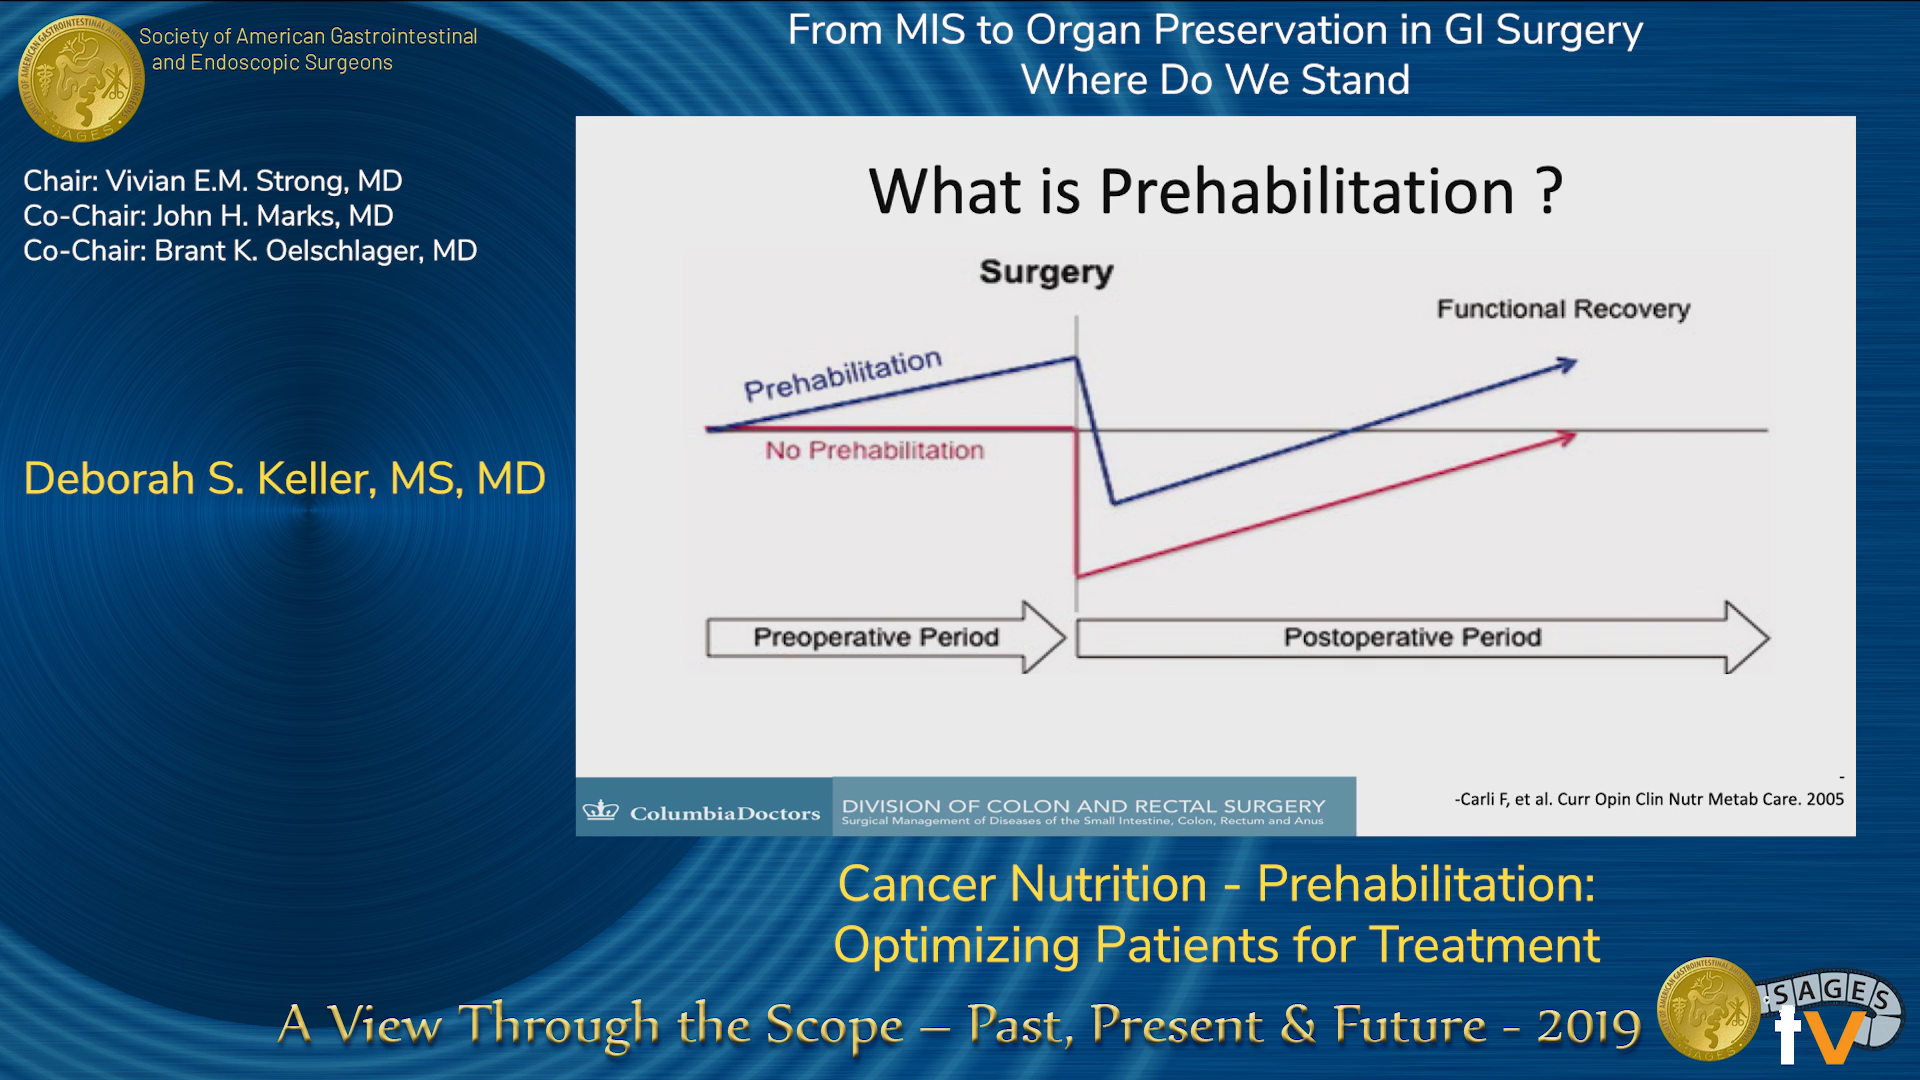 Society of American Gastrointestinal
and Endoscopic Surgeons
From MIS to Organ Preservation in GI Surgery
Where Do We Stand
Chair: Vivian E.M. Strong, MD
Co-Chair: John H. Marks, MD
Co-Chair: Brant K. Oelschlager, MD
Deborah S. Keller, MS, MD
What is Prehabilitation ?
Surgery
Functional Recovery
Prehabilitation
No Prehabilitation
Preoperative Period
Postoperative Period
-
-Carli F, et al. Curr Opin Clin Nutr Metab Care. 2005
ColumbiaDoctors
DIVISION OF COLON AND RECTAL SURGERY
Surgical Management of Diseases of the Small Intestine, Colon, Rectum and Anus
Cancer Nutrition - Prehabilitation:
Optimizing Patients for Treatment
A View Through the Scope – Past, Present & Future - 2019
SAGES
tv
SAGES